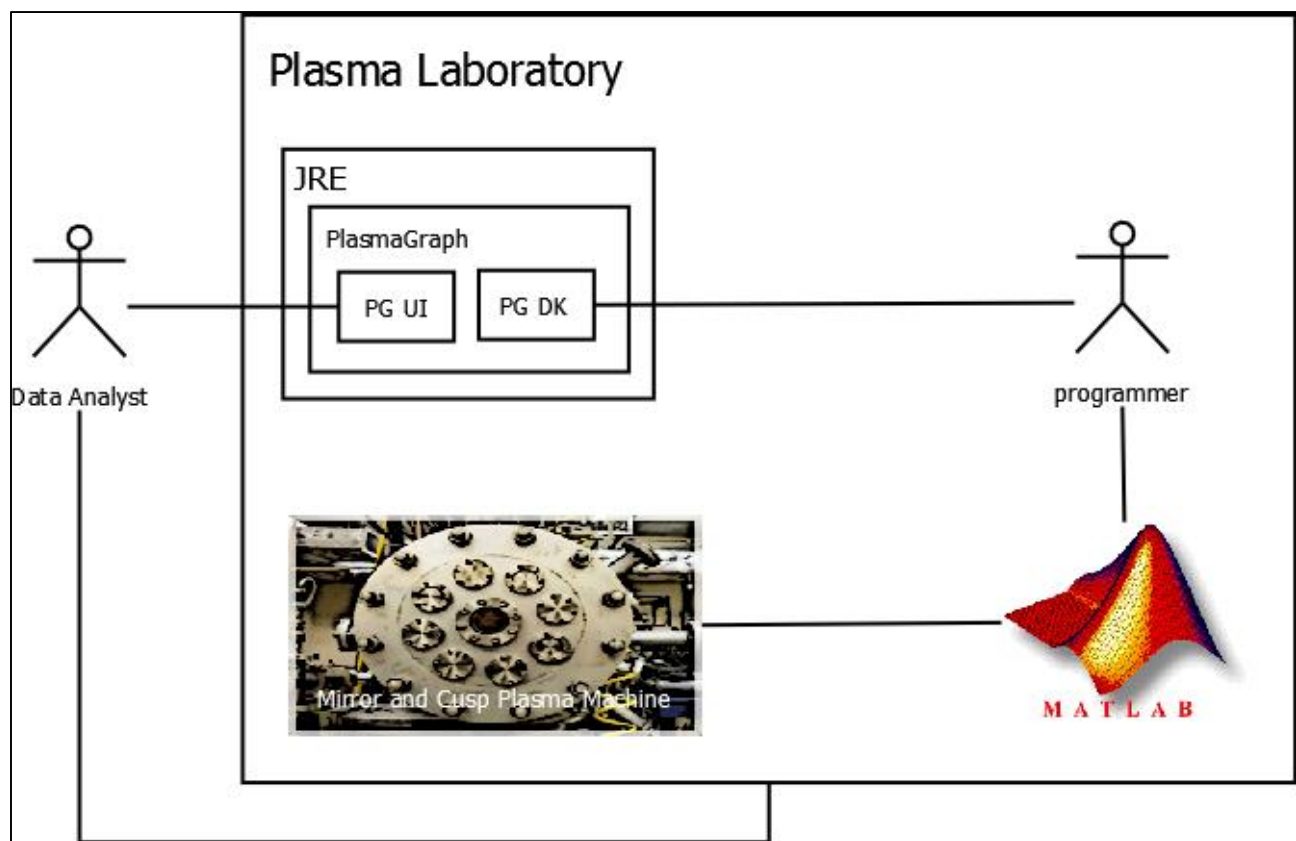 Plasma Laboratory
JRE
PlasmaGraph
PG UI
PG DK
Data Analyst
programmer
Mirror and Cusp Plasma Machine
MATLAB